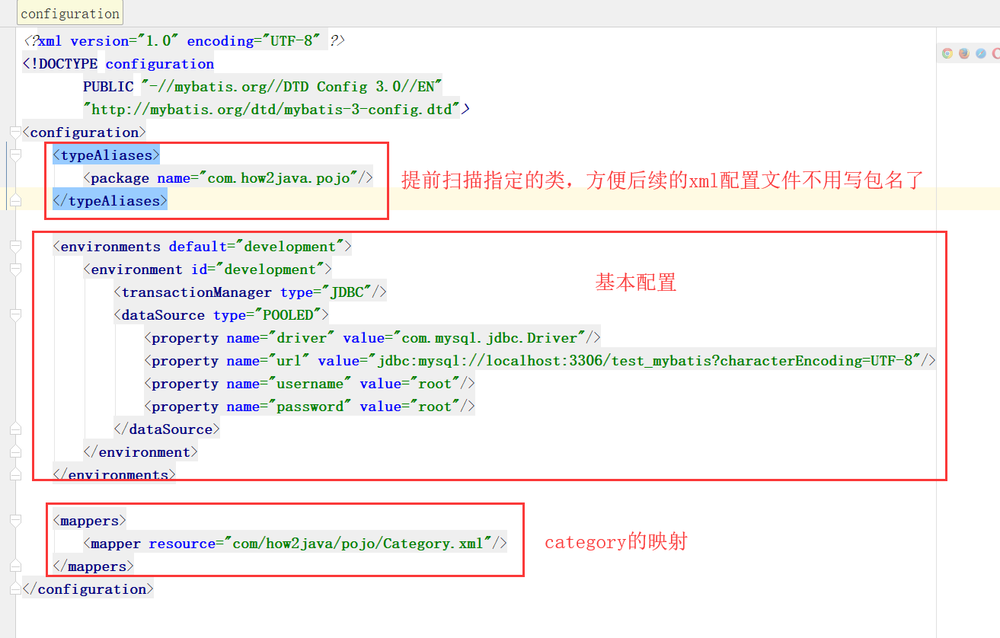 configuration
<?xml version="1.0" encoding="UTF-8" ?>
<!DOCTYPE configuration
PUBLIC "-//mybatis.org//DTD Config 3.0//EN"
"http://mybatis.org/dtd/mybatis-3-config.dtd">
<configuration>
<typeAliases>
<package name="com.how2java.pojo"/>
提前扫描指定的类，方便后续的xml配置文件不用写包名了
</typeAliases>
<environments default="development">
<environment id="development">
基本配置
<transactionManager type="JDBC"/>
<dataSource type="POOLED">
<property name="driver" value="com.mysql.jdbc.Driver"/>
<property name="url" value="jdbc:mysql://localhost:3306/test_mybatis?characterEncoding=UTF-8"/>
<property name="username" value="root"/>
<property name="password" value="root"/>
</dataSource>
</environment>
</environments>
<mappers>
<mapper resource="com/how2java/pojo/Category.xml"/>
category的映射
</mappers>
</configuration>